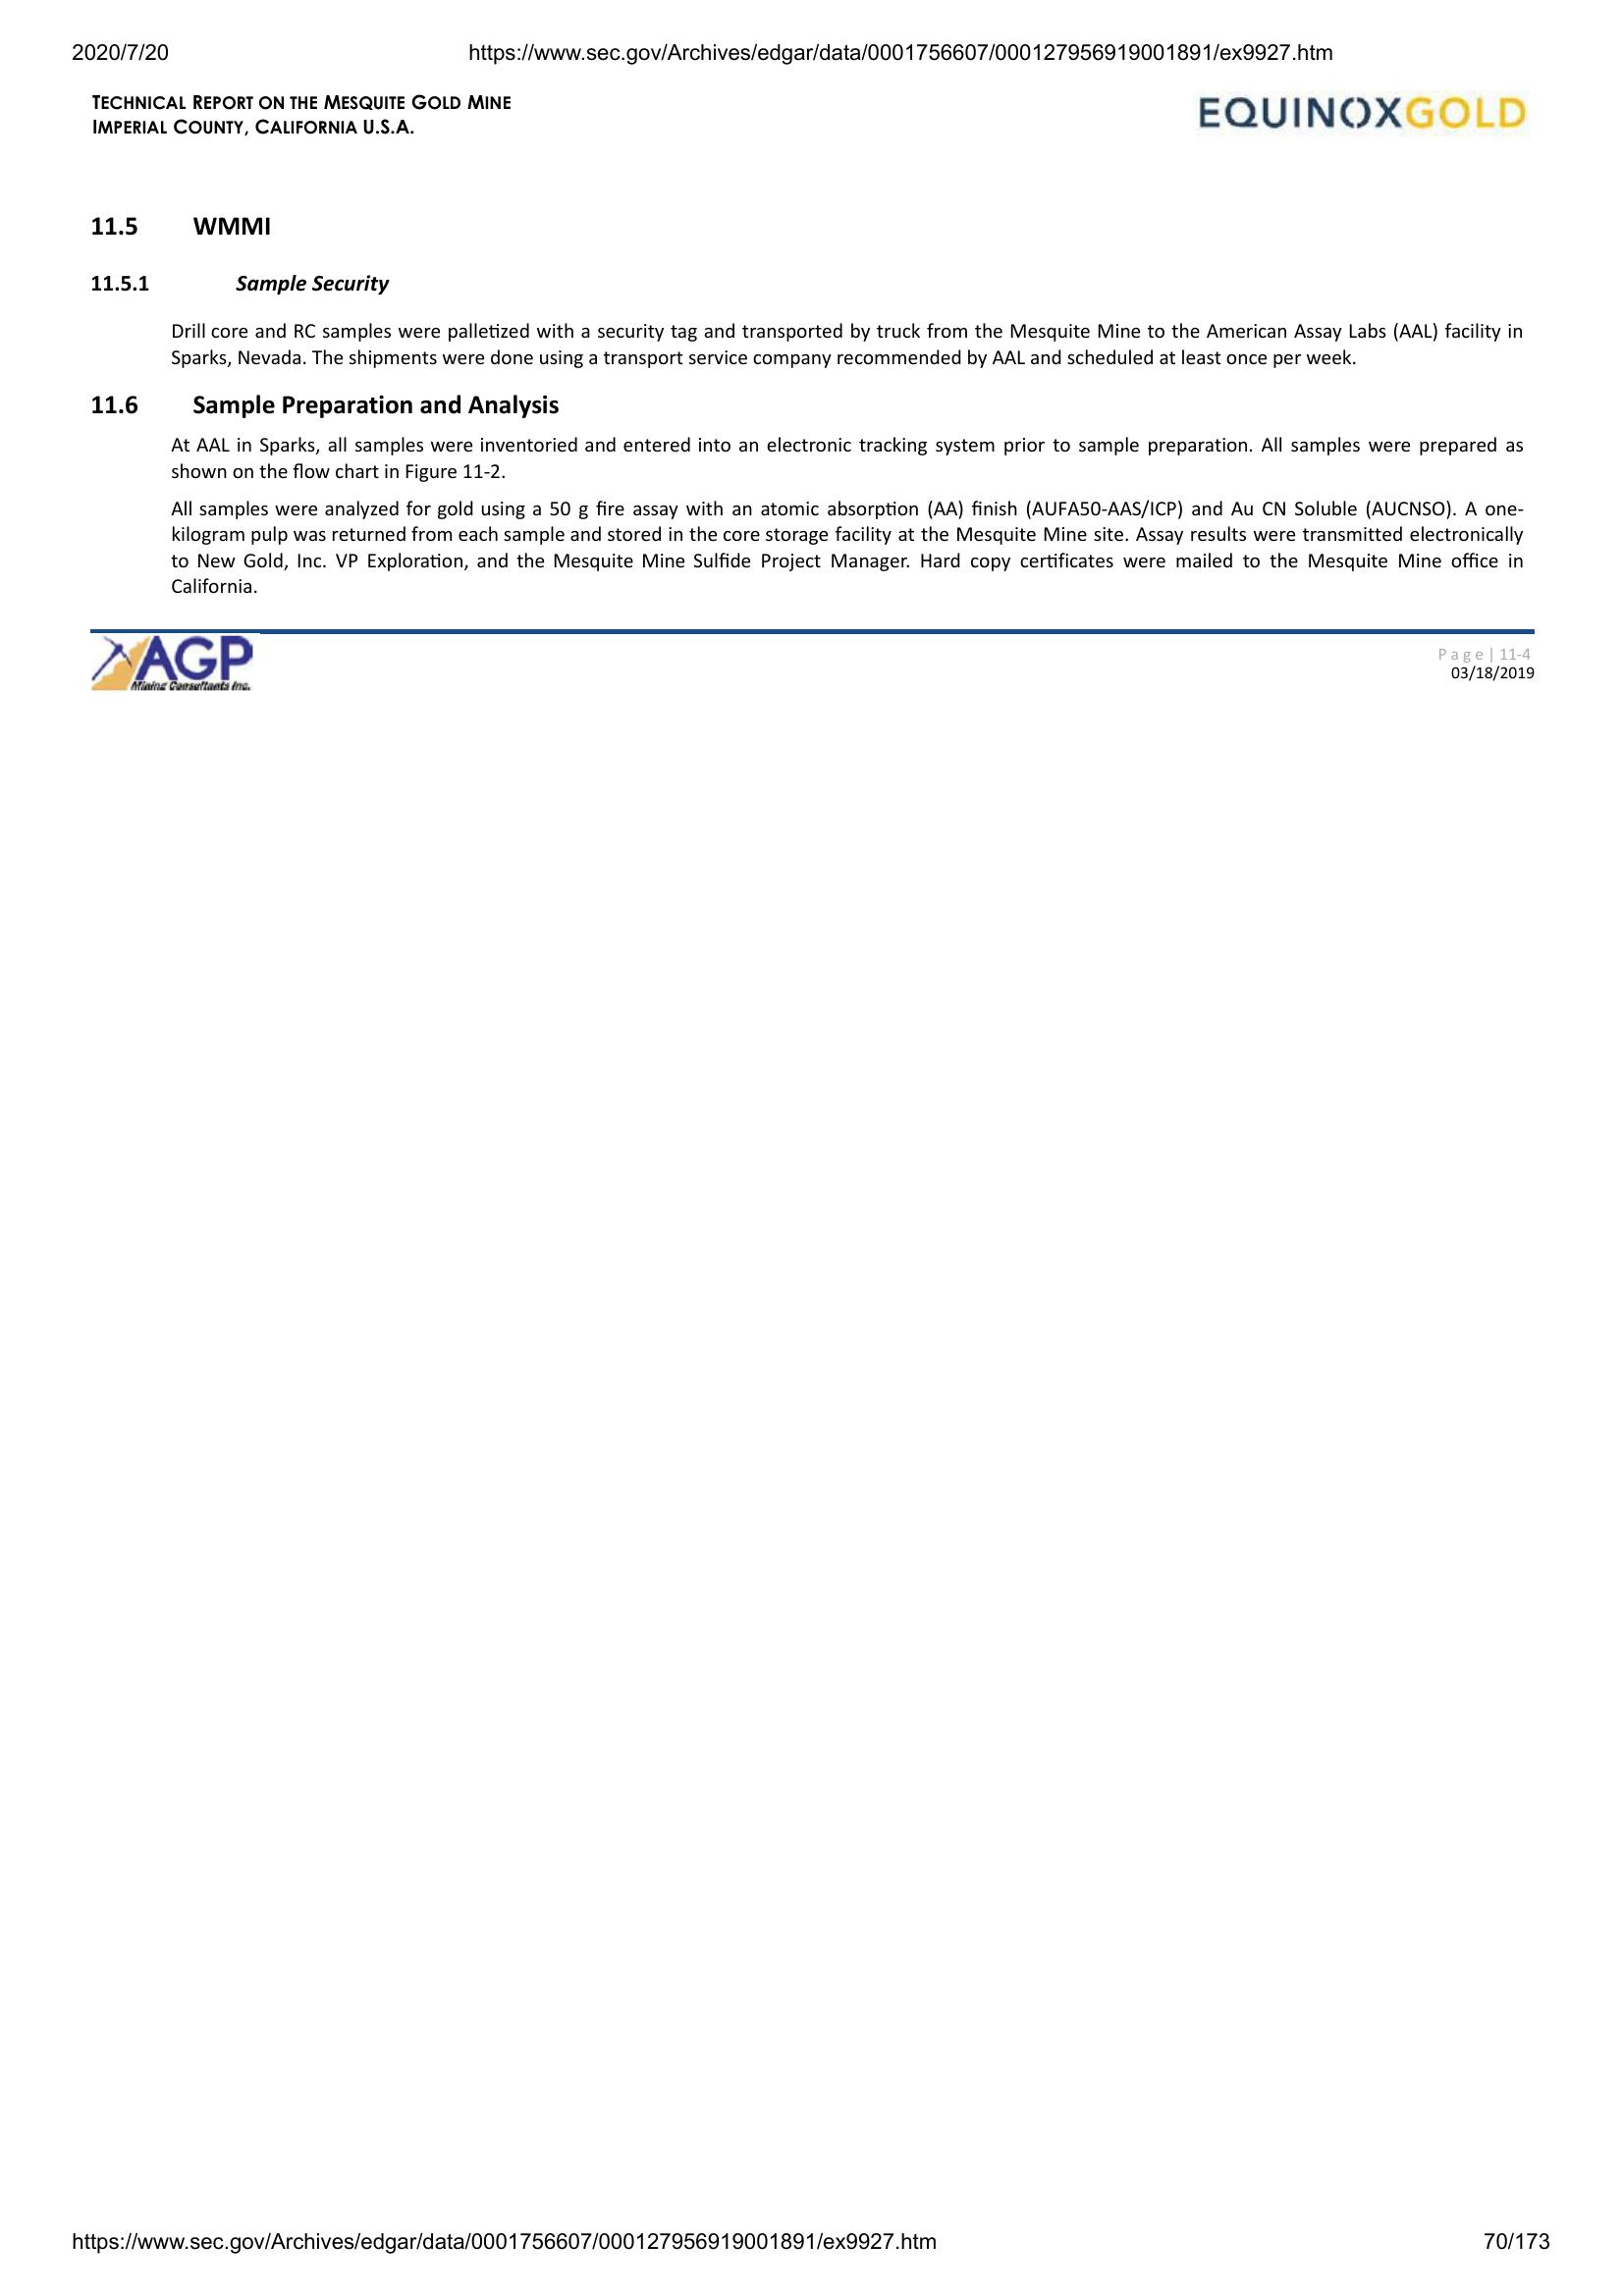 2020/7/20 https://www.sec.gov/Archives/edgar/data/0001756607/000127956919001891/ex9927.htm
TECHNICAL REPORT ON THE MESQUITE GOLD MINE
IMPERIAL COUNTY, CALIFORNIA U.S.A.
EQUINOXGOLD
11.5 WMMI
11.5.1 Sample Security
Drill core and RC samples were palletized with a security tag and transported by truck from the Mesquite Mine to the American Assay Labs (AAL) facility in
Sparks, Nevada. The shipments were done using a transport service company recommended by AAL and scheduled at least once per week.
11.6 Sample Preparation and Analysis
At AAL in Sparks, all samples were inventoried and entered into an electronic tracking system prior to sample preparation. All samples were prepared as
shown on the flow chart in Figure 11-2.
All samples were analyzed for gold using a 50 g fire assay with an atomic absorption (AA) finish (AUFA50-AAS/ICP) and Au CN Soluble (AUCNSO). A one-
kilogram pulp was returned from each sample and stored in the core storage facility at the Mesquite Mine site. Assay results were transmitted electronically
to New Gold, Inc. VP Exploration, and the Mesquite Mine Sulfide Project Manager. Hard copy certificates were mailed to the Mesquite Mine office in
California.
AGP
Mining Consultants Inc.
Page | 11-4
03/18/2019
https://www.sec.gov/Archives/edgar/data/0001756607/000127956919001891/ex9927.htm 70/173